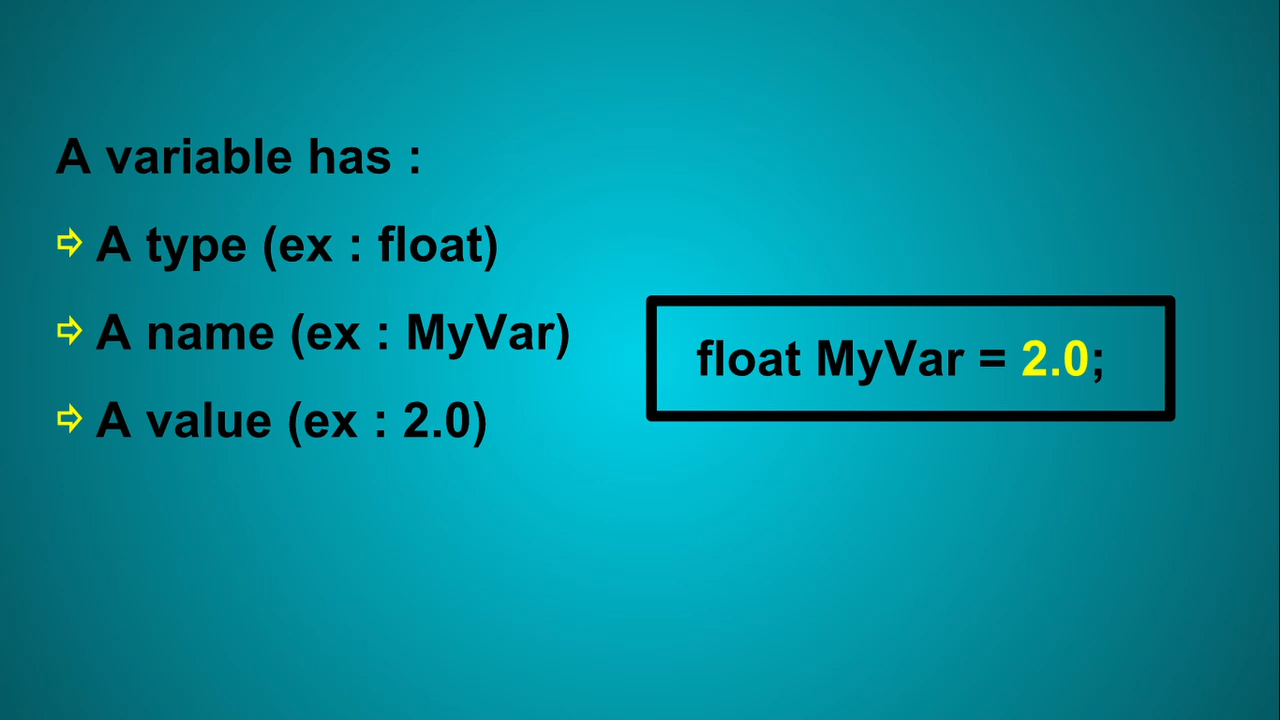 A variable has :
A type (ex : float)
A name (ex : MyVar)
A value (ex : 2.0)
float MyVar = 2.0;